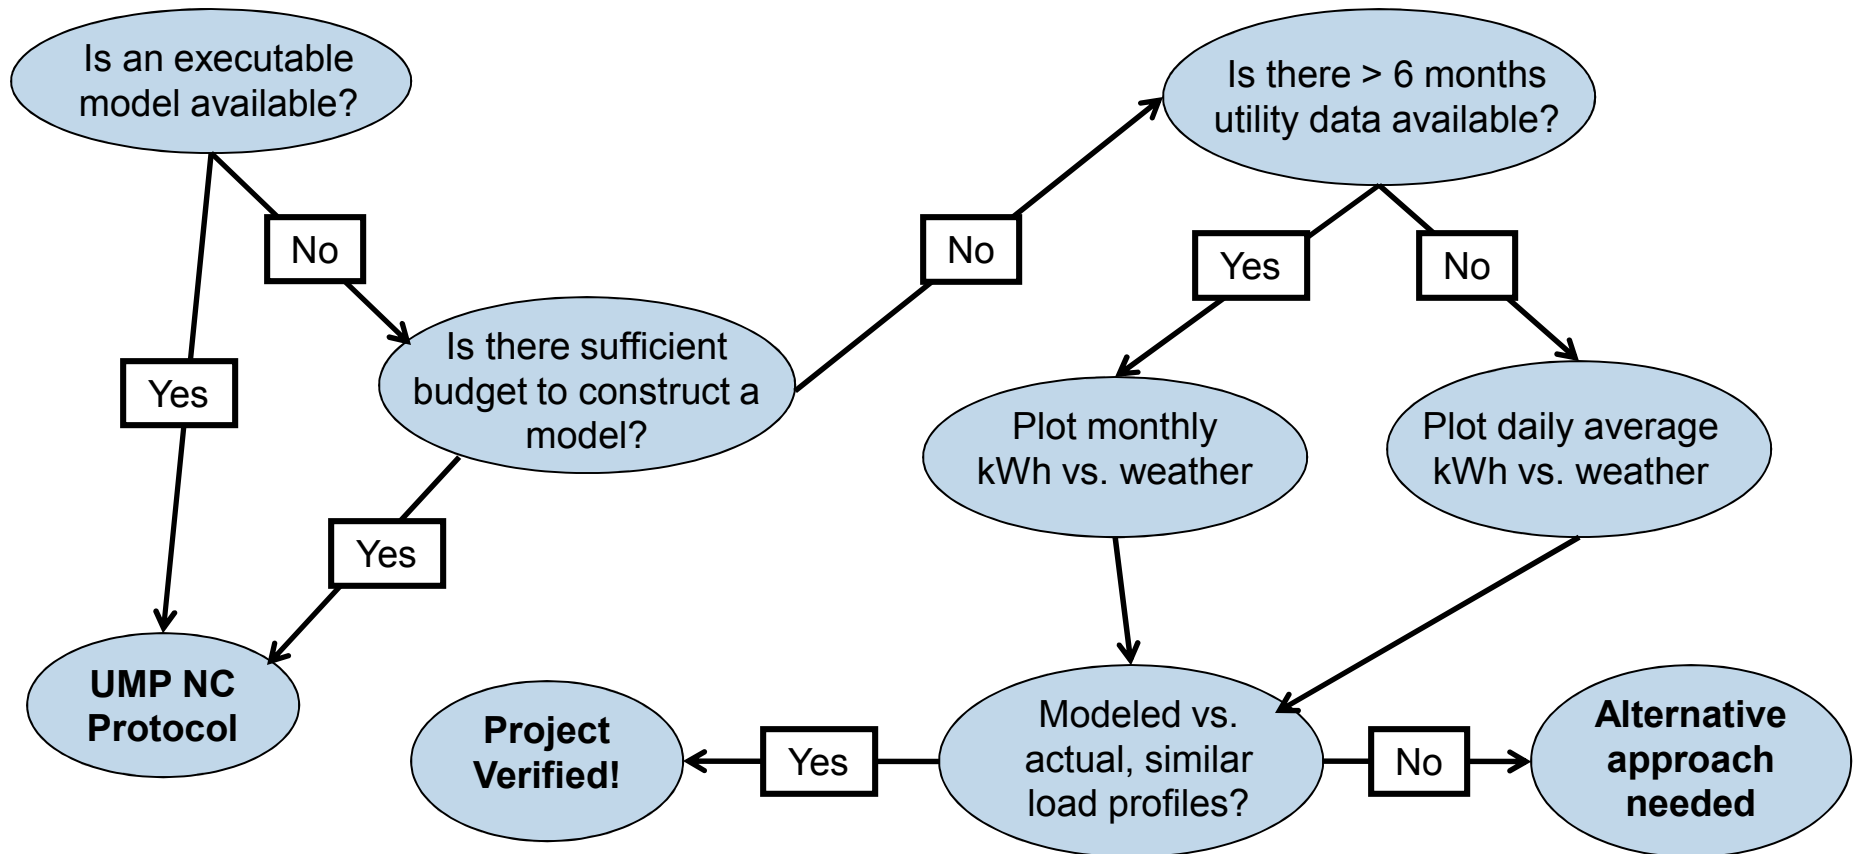 Is an executable
model available?
Is there > 6 months
utility data available?
No
No
Yes
No
Is there sufficient
budget to construct a
model?
Yes
Plot monthly
kWh vs. weather
Plot daily average
kWh vs. weather
Yes
UMP NC
Protocol
Project
Verified!
Yes
Modeled vs.
actual, similar
load profiles?
No
Alternative
approach
needed